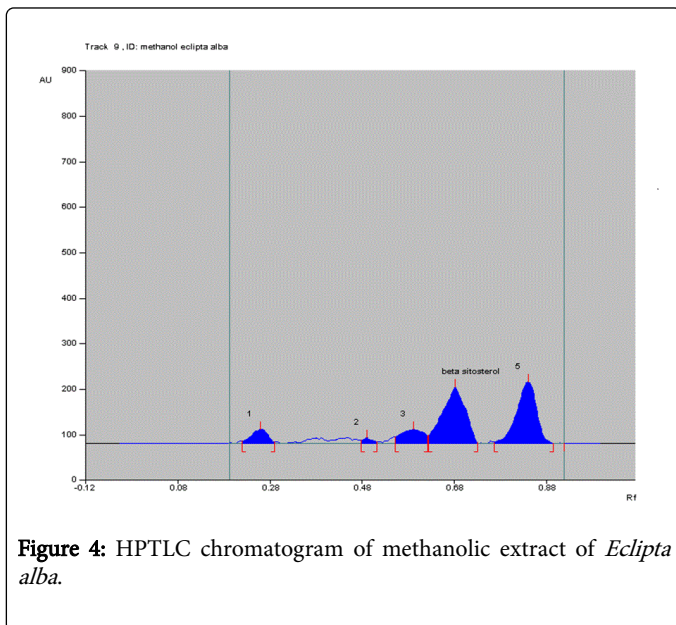 Track 9 , ID: methanol eclipta alba
AU
900
800
700
600
500
400
300
200
100
0
1
2
3
beta sitosterol
5
-0.12 0.08 0.28 0.48 0.68 0.88
Rf
Figure 4: HPTLC chromatogram of methanolic extract of Eclipta
alba.